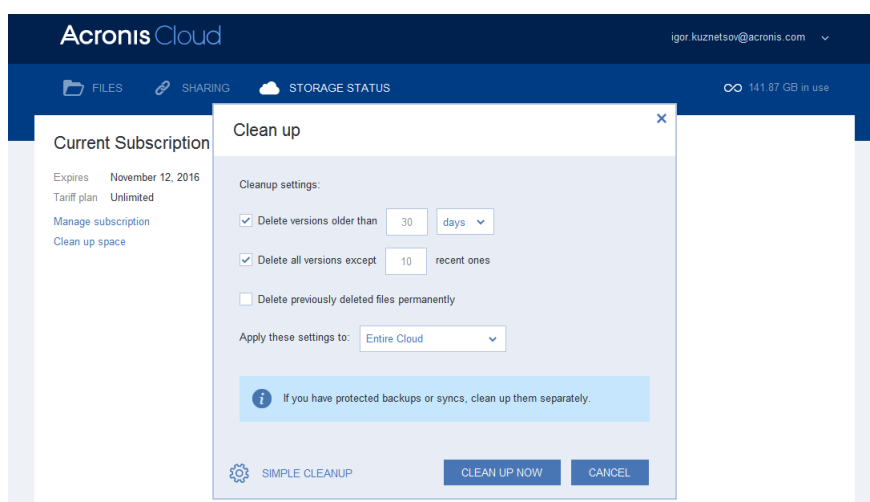 Acronis Cloud
igor.kuznetsov@acronis.com
FILES
SHARING
STORAGE STATUS
141.87 GB in use
Current Subscription
Expires November 12, 2016
Tariff plan Unlimited
Manage subscription
Clean up space
Clean up
Cleanup settings:
Delete versions older than 30 days
Delete all versions except 10 recent ones
Delete previously deleted files permanently
Apply these settings to: Entire Cloud
If you have protected backups or syncs, clean up them separately.
SIMPLE CLEANUP
CLEAN UP NOW
CANCEL